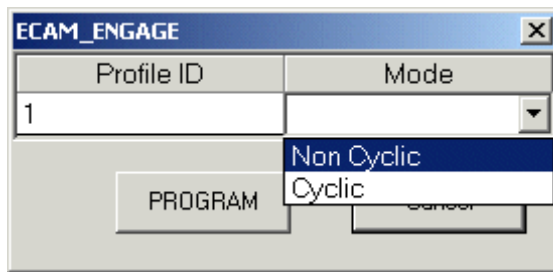 ECAM_ENGAGE
Profile ID Mode
1
Non Cyclic
Cyclic
PROGRAM